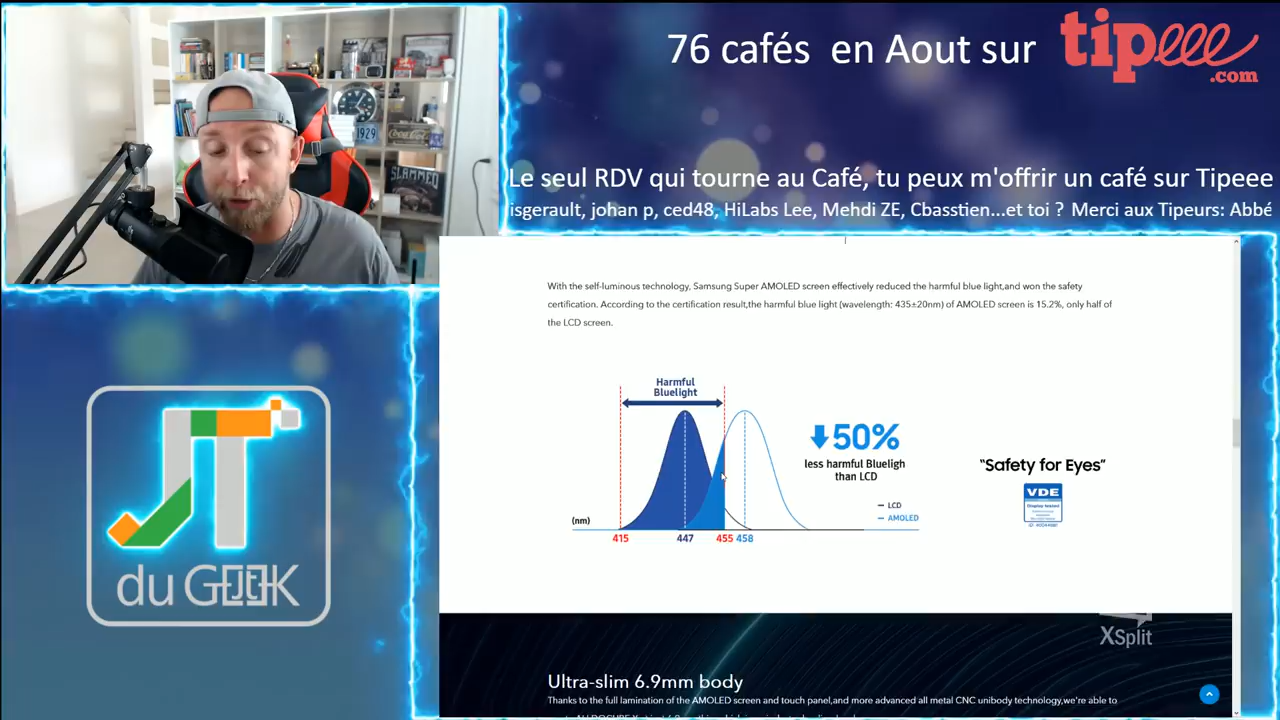 76 cafés en Aout sur
tipeee
.com
Le seul RDV qui tourne au Café, tu peux m'offrir un café sur Tipeee
isgerault, johan p, ced48, HiLabs Lee, Mehdi ZE, Cbasstien...et toi ? Merci aux Tipeurs: Abbé
1929
Coca-Cola
SLAMMED
With the self-luminous technology, Samsung Super AMOLED screen effectively reduced the harmful blue light,and won the safety
certification. According to the certification result,the harmful blue light (wavelength: 435±20nm) of AMOLED screen is 15.2%, only half of
the LCD screen.
Harmful
Bluelight
50%
less harmful Blueligh
than LCD
LCD
AMOLED
(nm)
415
447
455
458
"Safety for Eyes"
VDE
JT
du GEEK
XSplit
Ultra-slim 6.9mm body
Thanks to the full lamination of the AMOLED screen and touch panel,and more advanced all metal CNC unibody technology,we're able to